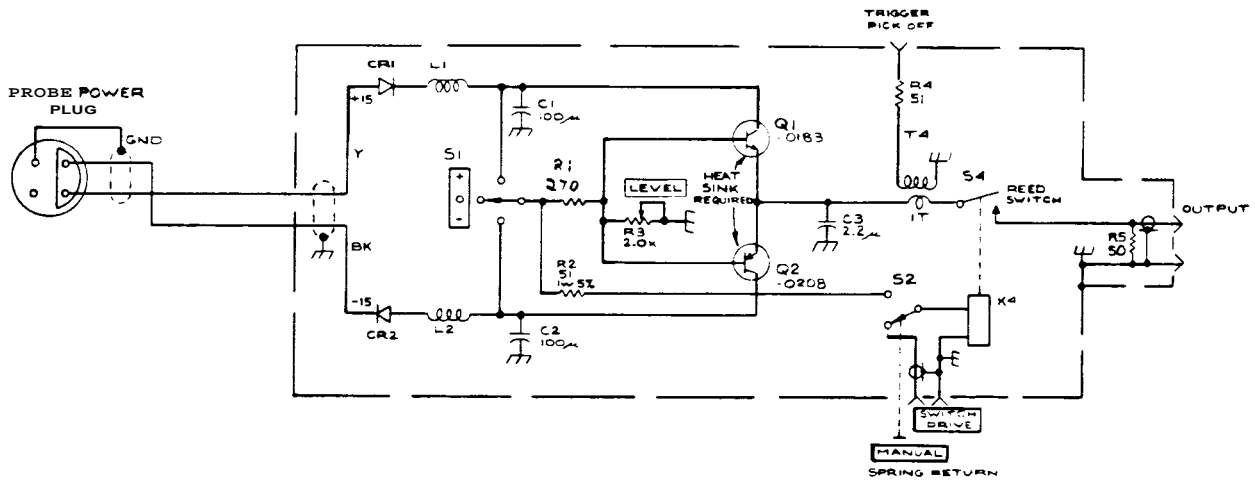 TRIGGER
PICK OFF
PROBE POWER
PLUG
GND
+15
CR1
L1
Y
C1
100μ
S1
+
-
R1
270
LEVEL
R3
2.0K
HEAT
SINK
REQUIRED
Q1
-0183
R4
51
T4
1T
S4
REED
SWITCH
OUTPUT
R5
50
C3
2.2μ
BK
-15
CR2
L2
C2
100μ
R2
51
1W 5%
Q2
-0208
S2
K4
SWITCH
DRIVE
MANUAL
SPRING RETURN